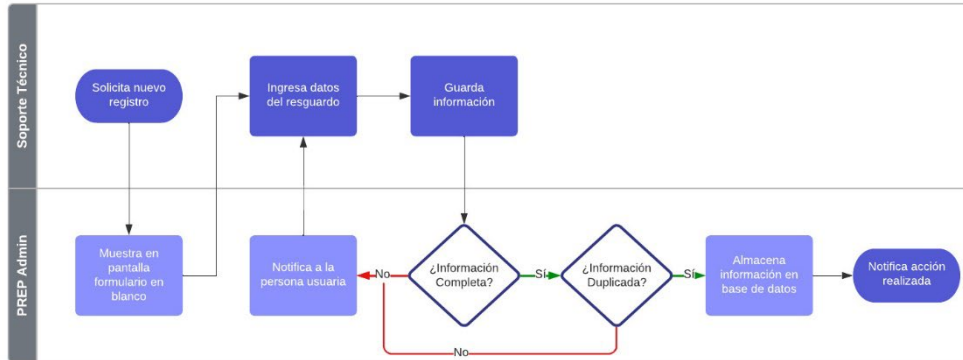 Soporte Técnico
Solicita nuevo
registro
Ingresa datos
del resguardo
Guarda
información
PREP Admin
Muestra en
pantalla
formulario en
blanco
Notifica a la
persona usuaria
No
¿Información
Completa?
Sí
¿Información
Duplicada?
Sí
Almacena
información en
base de datos
Notifica acción
realizada
No